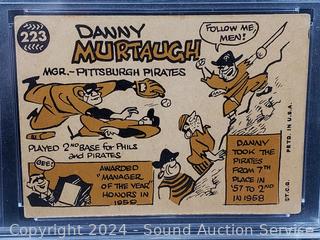 223
DANNY
MURTAUGH
MGR.-PITTSBURGH PIRATES
FOLLOW ME,
MEN!
PLAYED 2ND BASE FOR PHILS
AND PIRATES
GEE!
AWARDED
"MANAGER
OF THE YEAR"
HONORS IN
1958
DANNY
TOOK THE
PIRATES
FROM 7TH
PLACE IN
'57 TO 2ND
IN 1958
©T.C.G. PRTD. IN U.S.A.
Copyright 2024 - Sound Auction Service